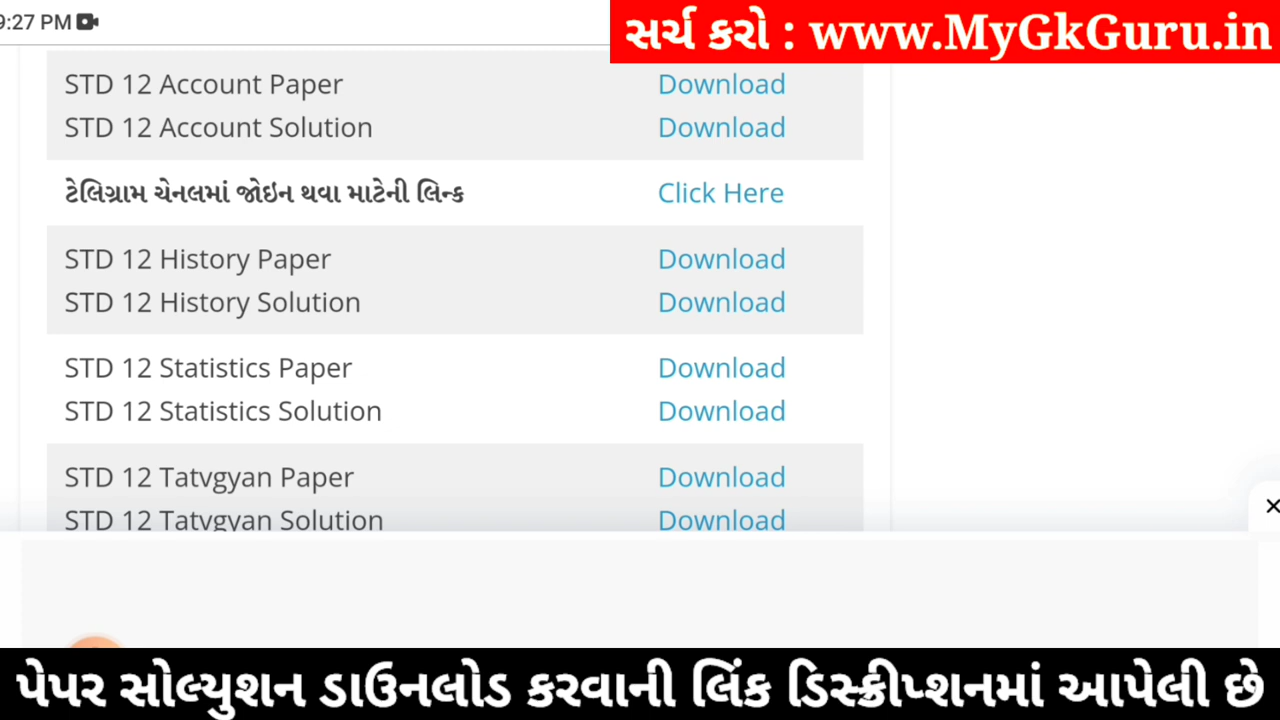 9:27 PM
સર્ચ કરો : www.MyGkGuru.in
STD 12 Account Paper Download
STD 12 Account Solution Download
ટેલિગ્રામ ચેનલમાં જોઇન થવા માટેની લિન્ક Click Here
STD 12 History Paper Download
STD 12 History Solution Download
STD 12 Statistics Paper Download
STD 12 Statistics Solution Download
STD 12 Tatvgyan Paper Download
STD 12 Tatvgyan Solution Download
પેપર સોલ્યુશન ડાઉનલોડ કરવાની લિંક ડિસ્ક્રીપ્શનમાં આપેલી છે